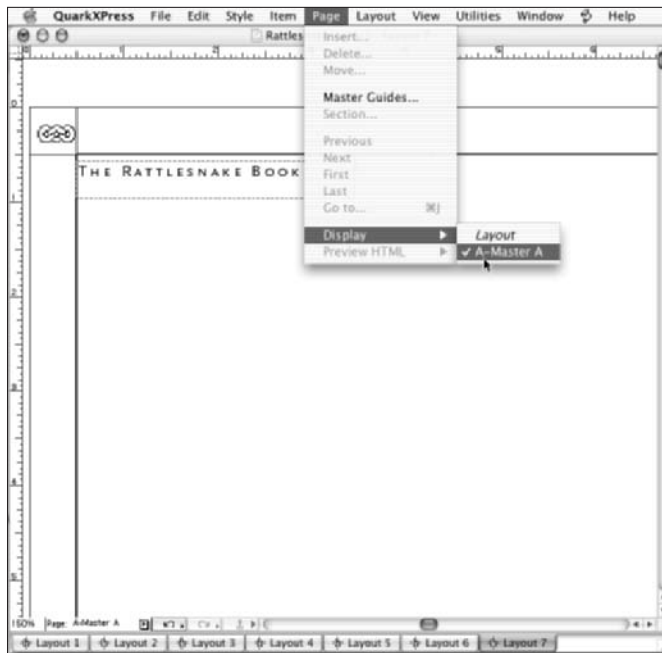 QuarkXPress File Edit Style Item Page Layout View Utilities Window Help
Rattles
Insert...
Delete...
Move...
Master Guides...
Section...
Previous
Next
First
Last
Go to... ⌘J
Display
Layout
Preview HTML
✓ A-Master A
THE RATTLESNAKE BOOK
150% Page: A-Master A
Layout 1 Layout 2 Layout 3 Layout 4 Layout 5 Layout 6 Layout 7